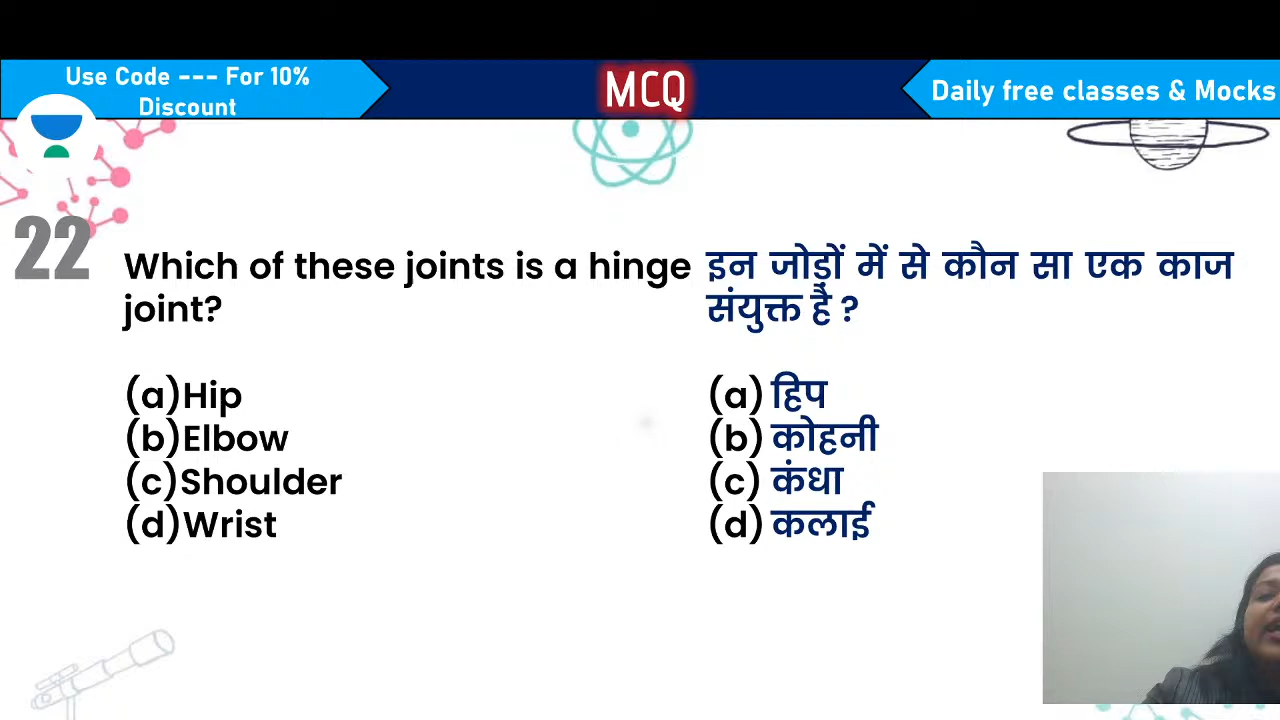 Use Code --- For 10%
Discount
MCQ
Daily free classes & Mocks
22
Which of these joints is a hinge
joint?
(a)Hip
(b)Elbow
(c)Shoulder
(d)Wrist
इन जोड़ों में से कौन सा एक काज
संयुक्त है ?
(a) हिप
(b) कोहनी
(c) कंधा
(d) कलाई